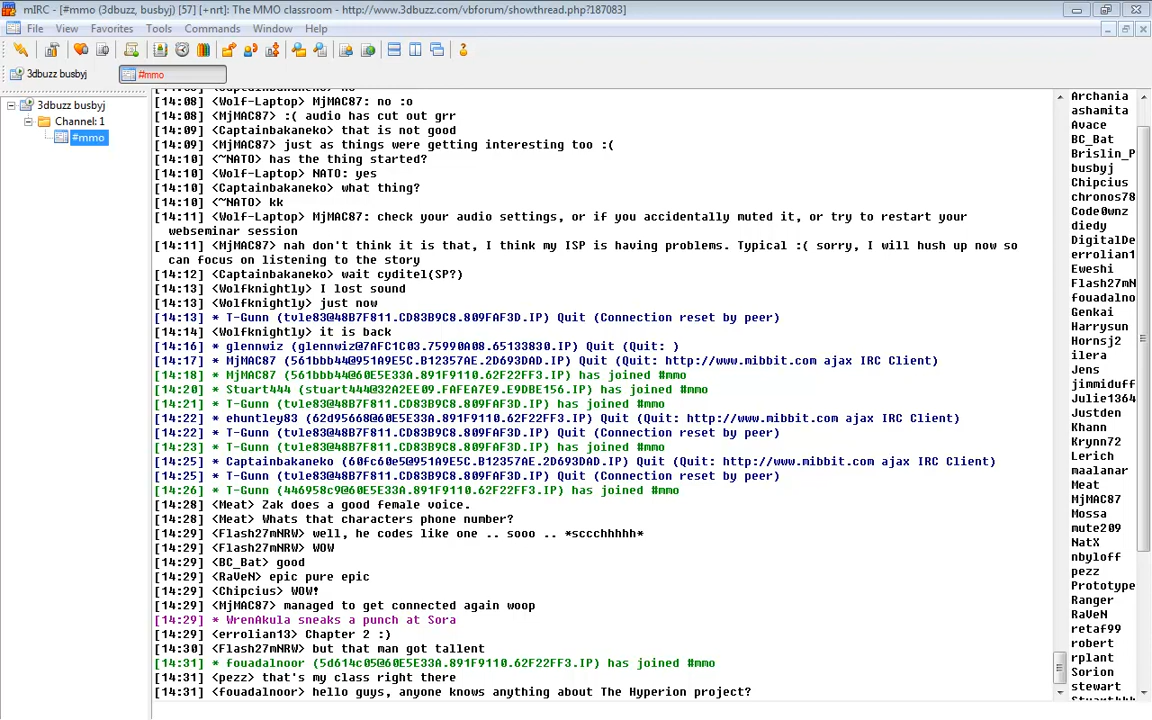 mIRC - [#mmo (3dbuzz, busbyj) [57] [+nrt]: The MMO classroom - http://www.3dbuzz.com/vbforum/showthread.php?187083]
File View Favorites Tools Commands Window Help
3dbuzz busbyj #mmo
3dbuzz busbyj
Channel: 1
#mmo
[14:08] <Wolf-Laptop> MjMAC87: no :o
[14:08] <MjMAC87> :( audio has cut out grr
[14:09] <Captainbakaneko> that is not good
[14:09] <MjMAC87> just as things were getting interesting too :(
[14:10] <~NATO> has the thing started?
[14:10] <Wolf-Laptop> NATO: yes
[14:10] <Captainbakaneko> what thing?
[14:10] <~NATO> kk
[14:11] <Wolf-Laptop> MjMAC87: check your audio settings, or if you accidentally muted it, or try to restart your
webseminar session
[14:11] <MjMAC87> nah don't think it is that, I think my ISP is having problems. Typical :( sorry, I will hush up now so
can focus on listening to the story
[14:12] <Captainbakaneko> wait cyditel(SP?)
[14:13] <Wolfknightly> I lost sound
[14:13] <Wolfknightly> just now
[14:13] * T-Gunn (tvle83@48B7F811.CD83B9C8.809FAF3D.IP) Quit (Connection reset by peer)
[14:14] <Wolfknightly> it is back
[14:16] * glennwiz (glennwiz@7AFC1C03.75990A08.65133830.IP) Quit (Quit: )
[14:17] * MjMAC87 (561bbb44@951A9E5C.B12357AE.2D693DAD.IP) Quit (Quit: http://www.mibbit.com ajax IRC Client)
[14:18] * MjMAC87 (561bbb44@60E5E33A.891F9110.62F22FF3.IP) has joined #mmo
[14:20] * Stuart444 (stuart444@32A2EE09.FAFEA7E9.E9DBE156.IP) has joined #mmo
[14:21] * T-Gunn (tvle83@48B7F811.CD83B9C8.809FAF3D.IP) has joined #mmo
[14:22] * ehuntley83 (62d95668@60E5E33A.891F9110.62F22FF3.IP) Quit (Quit: http://www.mibbit.com ajax IRC Client)
[14:22] * T-Gunn (tvle83@48B7F811.CD83B9C8.809FAF3D.IP) Quit (Connection reset by peer)
[14:23] * T-Gunn (tvle83@48B7F811.CD83B9C8.809FAF3D.IP) has joined #mmo
[14:25] * Captainbakaneko (60fc60e5@951A9E5C.B12357AE.2D693DAD.IP) Quit (Quit: http://www.mibbit.com ajax IRC Client)
[14:25] * T-Gunn (tvle83@48B7F811.CD83B9C8.809FAF3D.IP) Quit (Connection reset by peer)
[14:26] * T-Gunn (446958c9@60E5E33A.891F9110.62F22FF3.IP) has joined #mmo
[14:28] <Meat> Zak does a good female voice.
[14:28] <Meat> Whats that characters phone number?
[14:29] <Flash27mNRW> well, he codes like one .. sooo .. *sccchhhhh*
[14:29] <Flash27mNRW> WOW
[14:29] <BC_Bat> good
[14:29] <RaVeN> epic pure epic
[14:29] <Chipcius> WOW!
[14:29] <MjMAC87> managed to get connected again woop
[14:29] * WrenAkula sneaks a punch at Sora
[14:29] <errolian13> Chapter 2 :)
[14:30] <Flash27mNRW> but that man got tallent
[14:31] * fouadalnoor (5d614c05@60E5E33A.891F9110.62F22FF3.IP) has joined #mmo
[14:31] <pezz> that's my class right there
[14:31] <fouadalnoor> hello guys, anyone knows anything about The Hyperion project?
Archania
ashamita
Avace
BC_Bat
Brislin_P
busbyj
Chipcius
chronos78
Code0wnz
diedy
DigitalDe
errolian1
Eweshi
Flash27mN
fouadalno
Genkai
Harrysun
Hornsj2
ilera
Jens
jimmiduff
Julie1364
Justden
Khann
Krynn72
Lerich
maalanar
Meat
MjMAC87
Mossa
mute209
NatX
nbyloff
pezz
Prototype
Ranger
RaVeN
retaf99
robert
rplant
Sorion
stewart